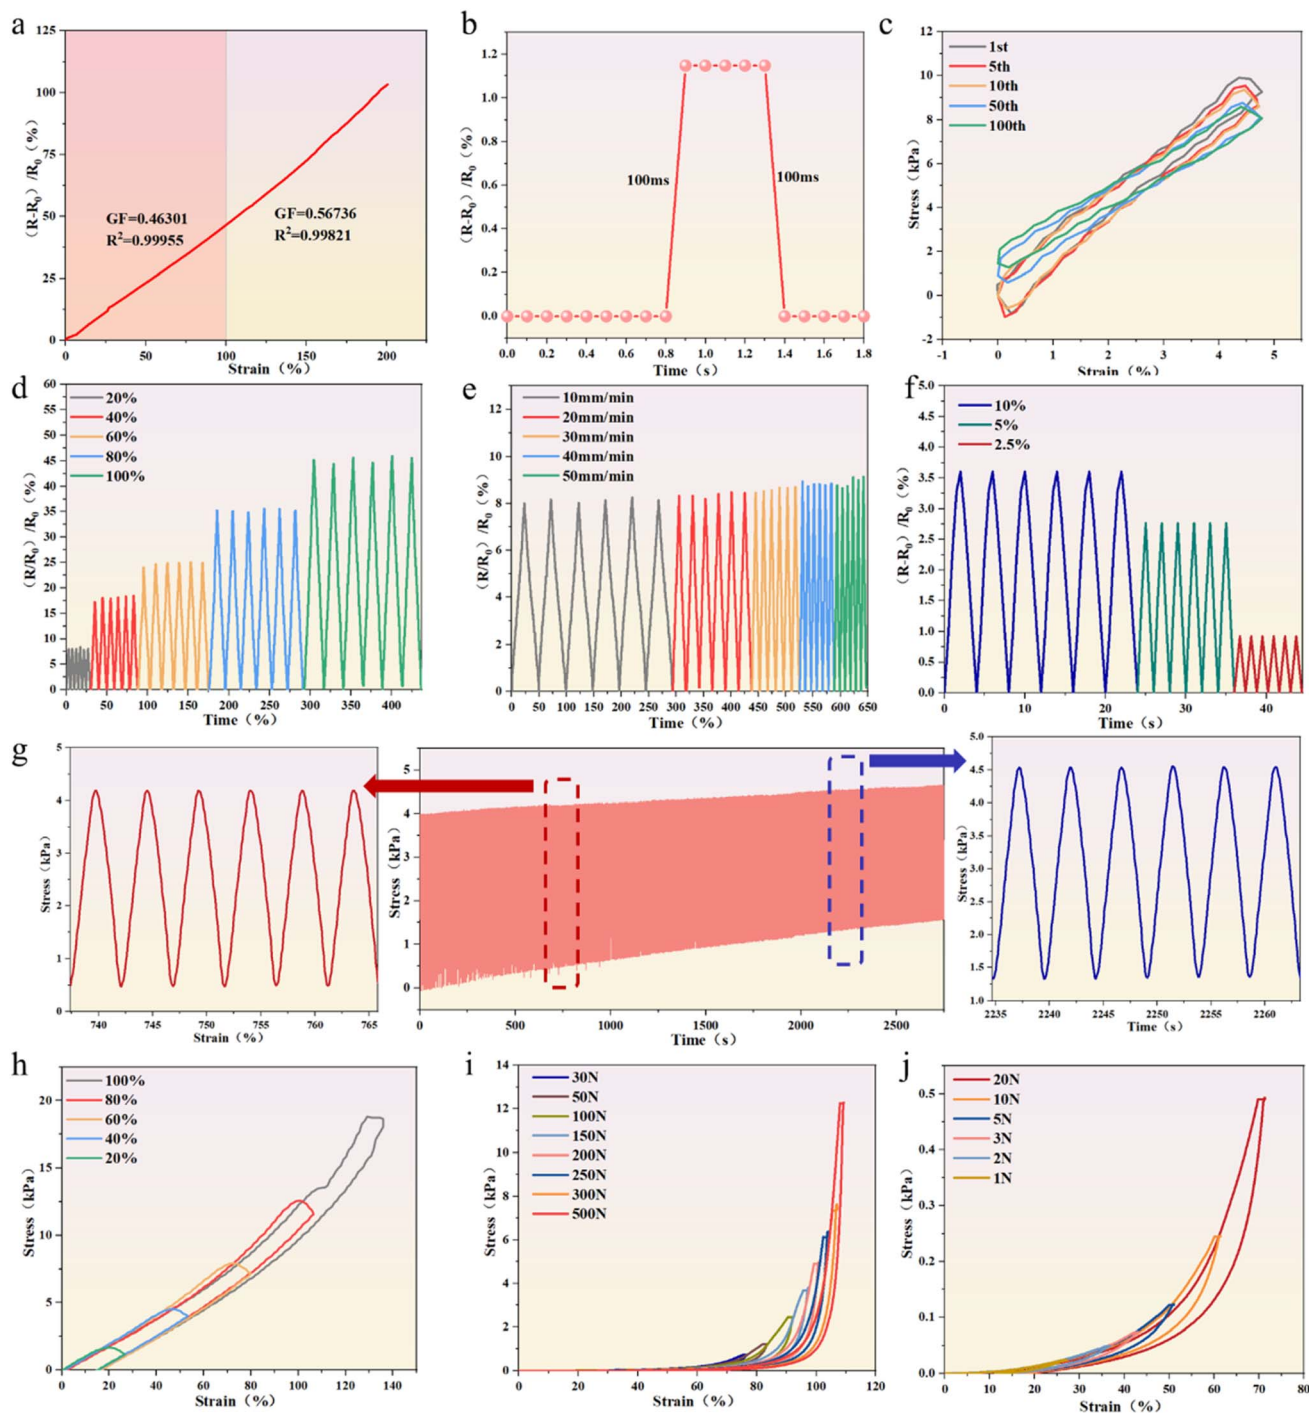 a
125
100
75
50
25
0
(R-R0)/R0 (%)
GF=0.46301
R2=0.99955
GF=0.56736
R2=0.99821
0 50 100 150 200
Strain (%)
b
1.2
1.0
0.8
0.6
0.4
0.2
0.0
(R-R0)/R0 (%)
100ms
100ms
0.0 0.2 0.4 0.6 0.8 1.0 1.2 1.4 1.6 1.8
Time (s)
c
12
10
8
6
4
2
0
-2
Stress (kPa)
1st
5th
10th
50th
100th
-1 0 1 2 3 4 5
Strain (%)
d
60
55
50
45
40
35
30
25
20
15
10
5
0
(R/R0)/R0 (%)
20%
40%
60%
80%
100%
0 50 100 150 200 250 300 350 400
Time (%)
e
12
10
8
6
4
2
0
(R/R0)/R0 (%)
10mm/min
20mm/min
30mm/min
40mm/min
50mm/min
0 50 100 150 200 250 300 350 400 450 500 550 600 650
Time (%)
f
5.0
4.5
4.0
3.5
3.0
2.5
2.0
1.5
1.0
0.5
0.0
(R-R0)/R0 (%)
10%
5%
2.5%
0 10 20 30 40
Time (s)
g
5
4
3
2
1
0
Stress (kPa)
740 745 750 755 760 765
Strain (%)
5
4
3
2
1
0
Stress (kPa)
0 500 1000 1500 2000 2500
Time (s)
5.0
4.5
4.0
3.5
3.0
2.5
2.0
1.5
1.0
Stress (kPa)
2235 2240 2245 2250 2255 2260
Time (s)
h
20
15
10
5
0
Stress (kPa)
100%
80%
60%
40%
20%
0 20 40 60 80 100 120 140
Strain (%)
i
14
12
10
8
6
4
2
0
Stress (kPa)
30N
50N
100N
150N
200N
250N
300N
500N
0 20 40 60 80 100 120
Strain (%)
j
0.5
0.4
0.3
0.2
0.1
0.0
Stress (kPa)
20N
10N
5N
3N
2N
1N
0 10 20 30 40 50 60 70 80
Strain (%)